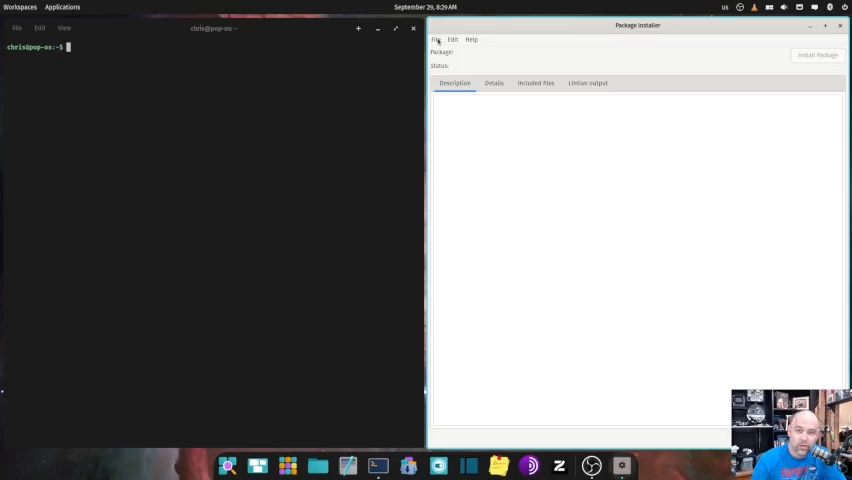 Workspaces Applications
September 29, 8:29 AM
us
File Edit View
chris@pop-os: ~
chris@pop-os:~$
Package Installer
File Edit Help
Package:
Status:
Install Package
Description Details Included files Lintian output